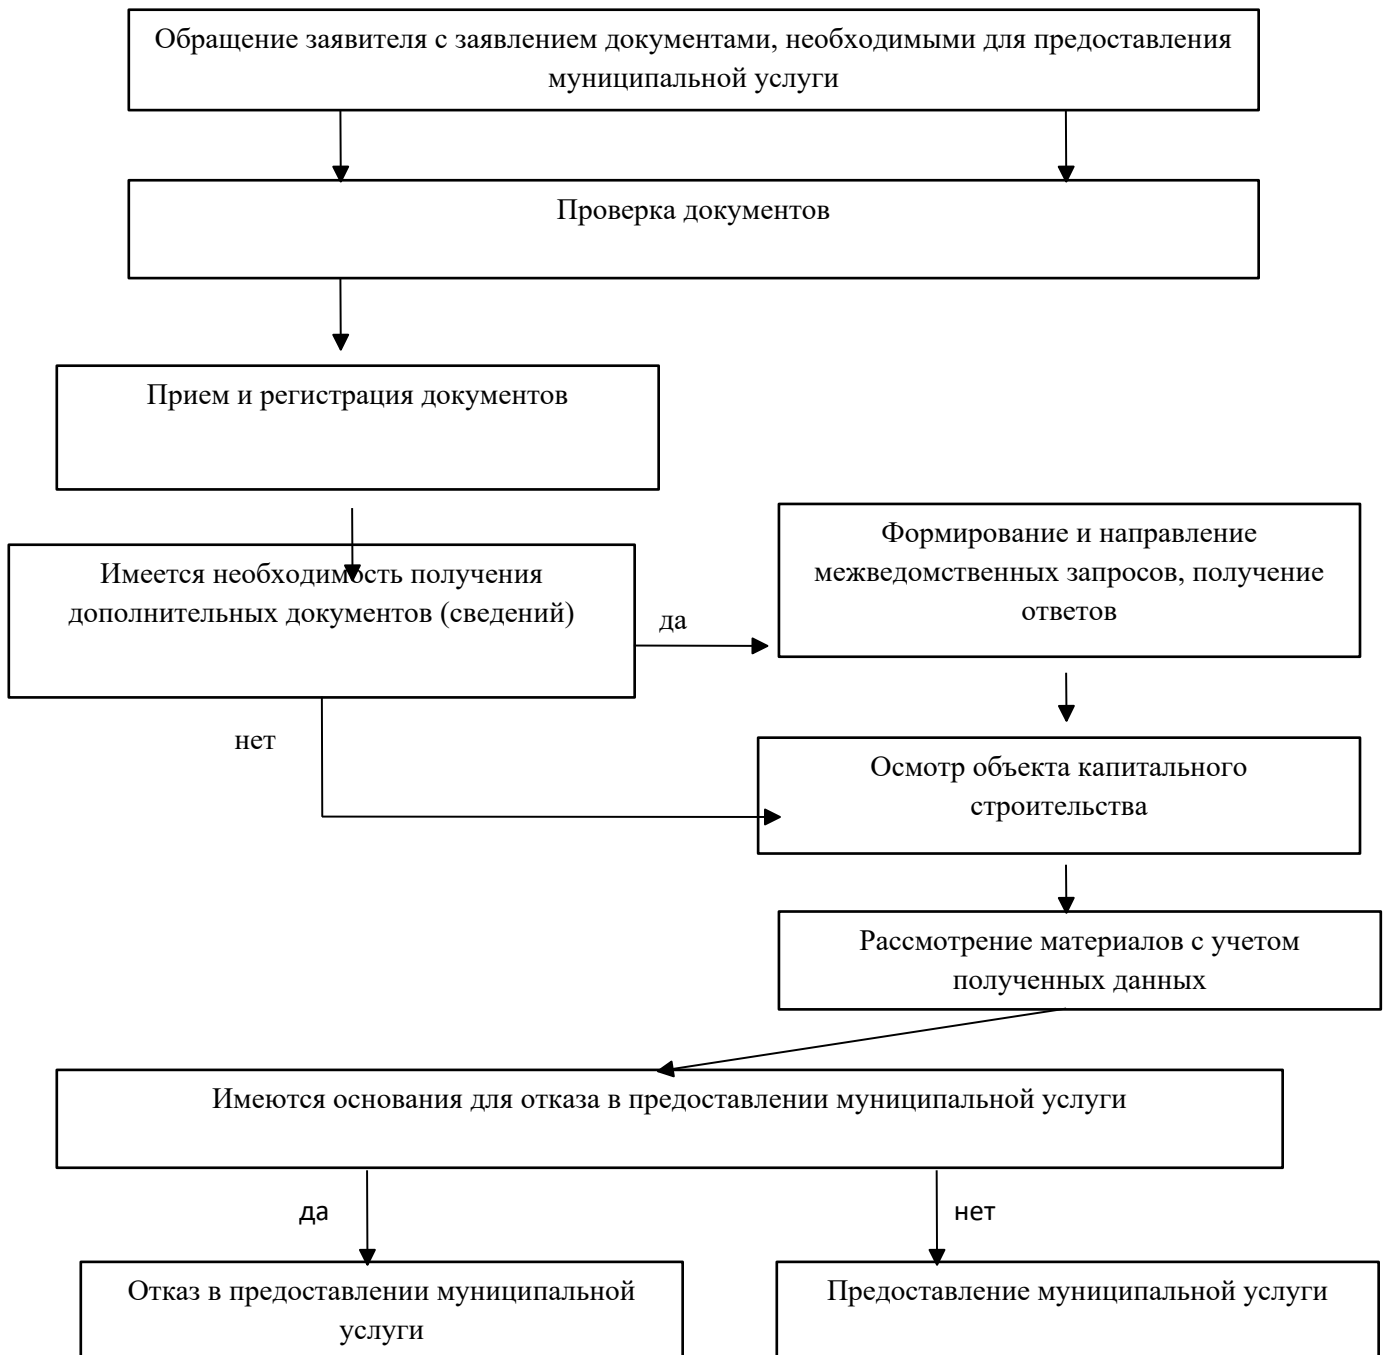 Обращение заявителя с заявлением документами, необходимыми для предоставления
муниципальной услуги
Проверка документов
Прием и регистрация документов
Имеется необходимость получения
дополнительных документов (сведений)
да
Формирование и направление
межведомственных запросов, получение
ответов
нет
Осмотр объекта капитального
строительства
Рассмотрение материалов с учетом
полученных данных
Имеются основания для отказа в предоставлении муниципальной услуги
да
нет
Отказ в предоставлении муниципальной
услуги
Предоставление муниципальной услуги